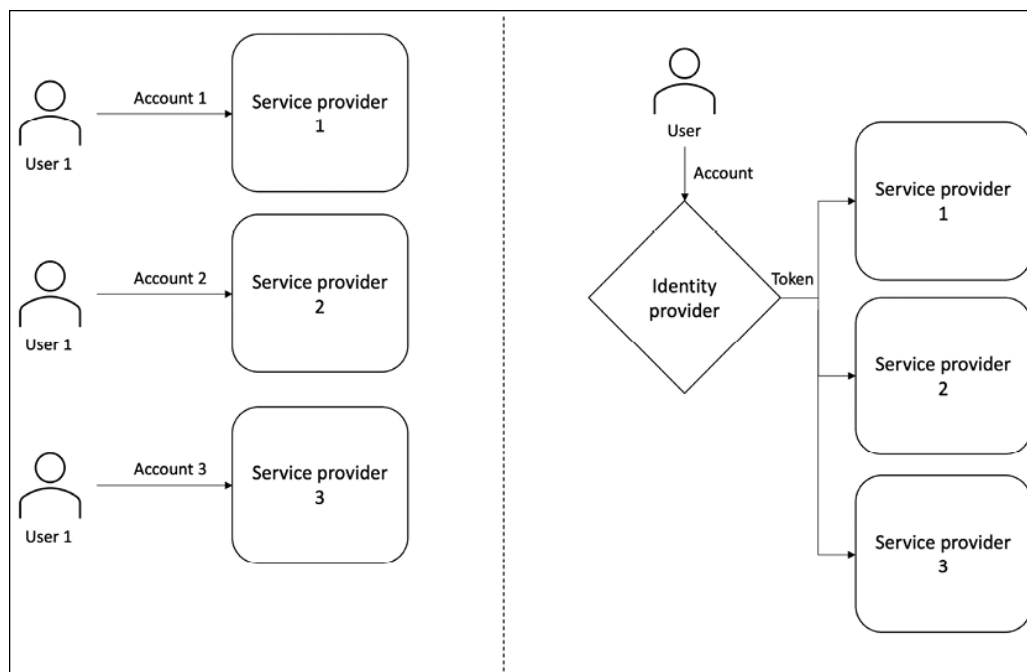 Account 1
Service provider
1
User 1
Account 2
Service provider
2
User 1
Account 3
Service provider
3
User 1
User
Account
Identity
provider
Token
Service provider
1
Service provider
2
Service provider
3